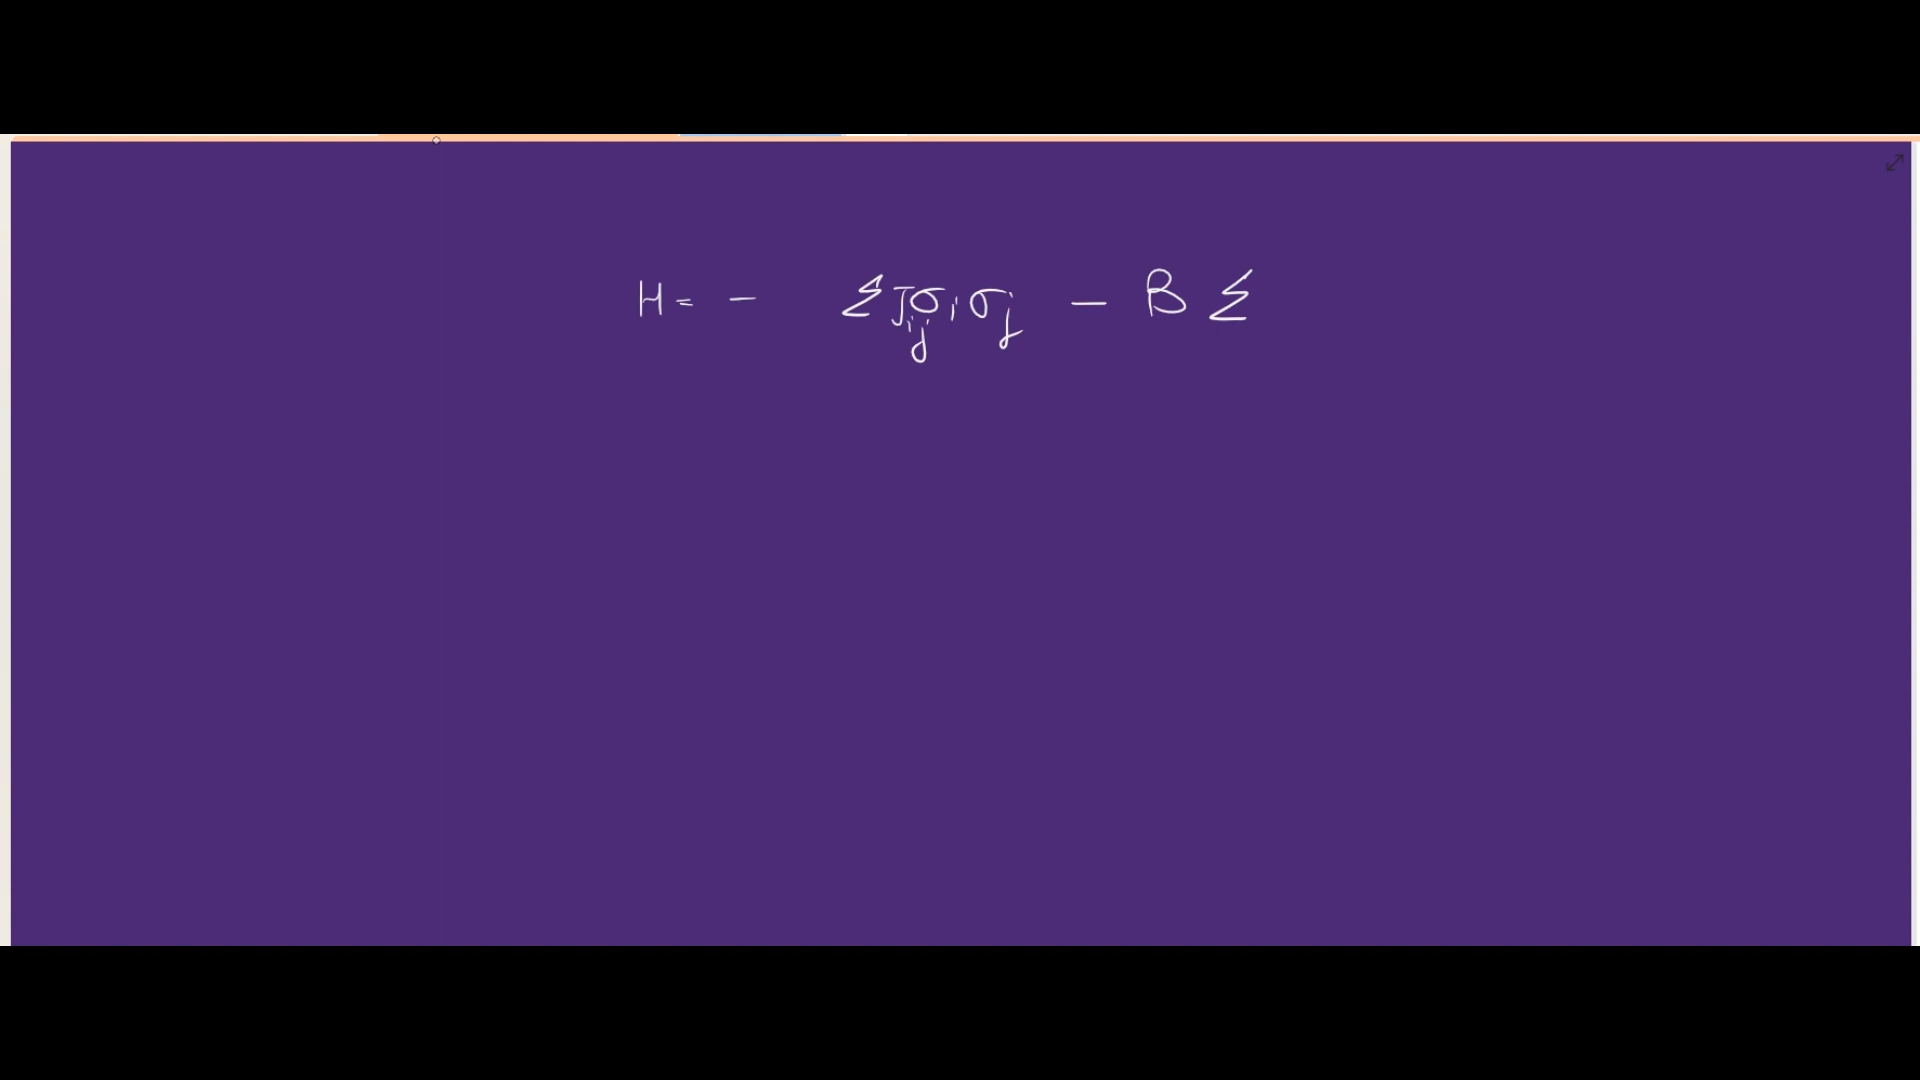 H = - Σ J_ij σ_i σ_j - B Σ